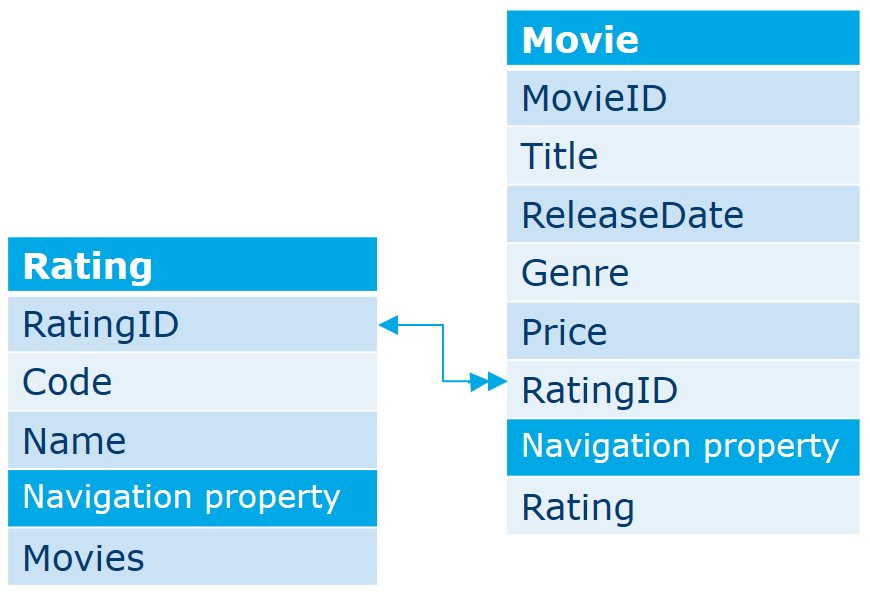 Movie
MovieID
Title
ReleaseDate
Genre
Price
RatingID
Navigation property
Rating
Rating
RatingID
Code
Name
Navigation property
Movies